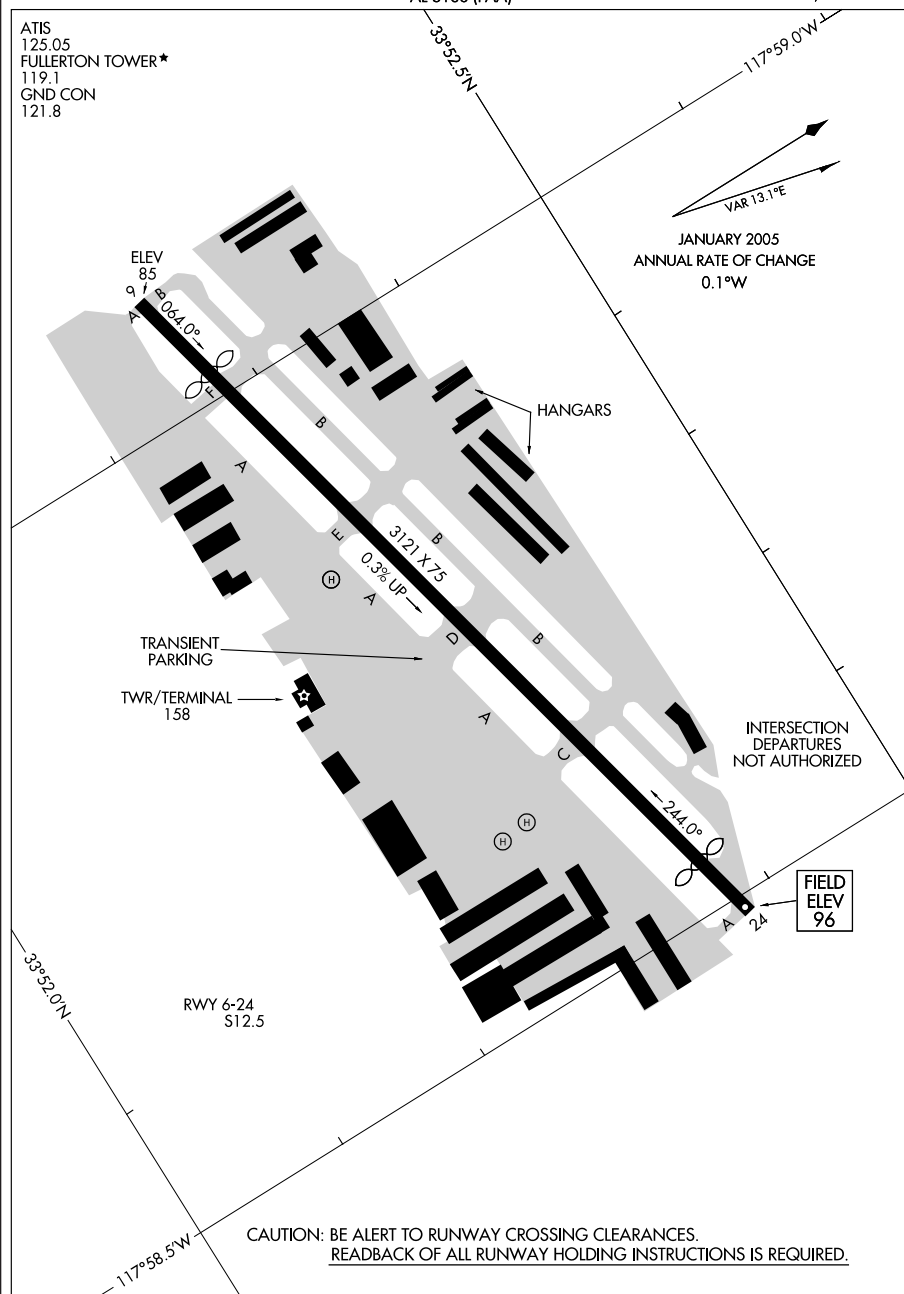 ATIS
125.05
FULLERTON TOWER★
119.1
GND CON
121.8
33°52.5'N
117°59.0'W
VAR 13.1°E
JANUARY 2005
ANNUAL RATE OF CHANGE
0.1°W
ELEV
85
9
B
A
064.0°
F
B
A
HANGARS
E
3121 X 75
0.3% UP
B
H
A
D
B
TRANSIENT
PARKING
TWR/TERMINAL
158
A
C
INTERSECTION
DEPARTURES
NOT AUTHORIZED
244.0°
H
H
FIELD
ELEV
96
A
24
33°52.0'N
RWY 6-24
S12.5
117°58.5'W
CAUTION: BE ALERT TO RUNWAY CROSSING CLEARANCES.
READBACK OF ALL RUNWAY HOLDING INSTRUCTIONS IS REQUIRED.